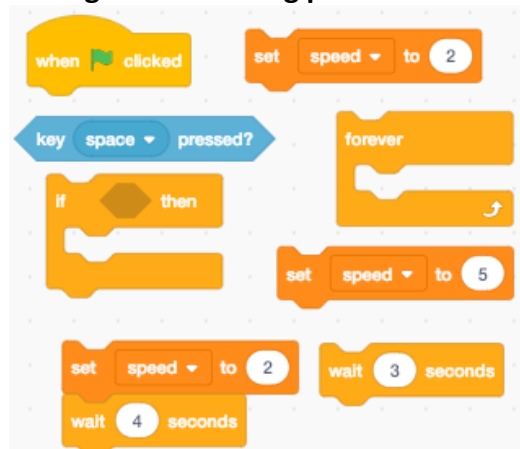 when clicked
set speed to 2
key space pressed?
forever
if then
set speed to 5
set speed to 2
wait 3 seconds
wait 4 seconds